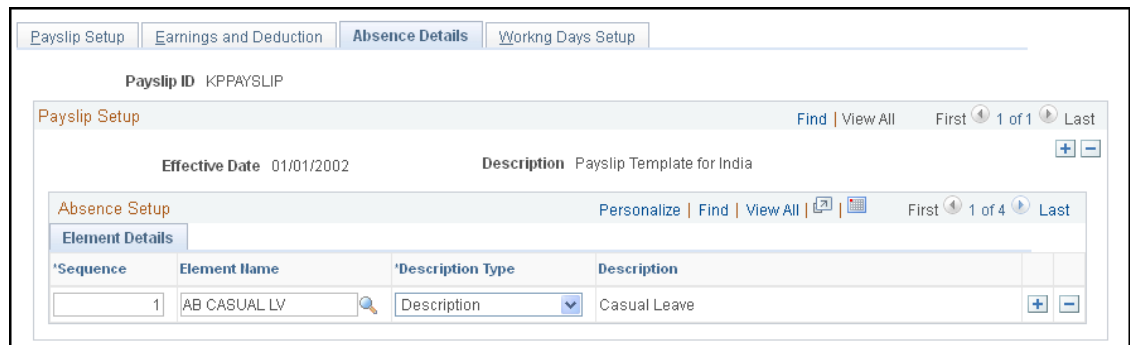 Payslip Setup Earnings and Deduction Absence Details Workng Days Setup
Payslip ID KPPAYSLIP
Payslip Setup Find | View All First 1 of 1 Last
Effective Date 01/01/2002 Description Payslip Template for India
Absence Setup Personalize | Find | View All | | First 1 of 4 Last
Element Details
*Sequence Element Name *Description Type Description
1 AB CASUAL LV Description Casual Leave